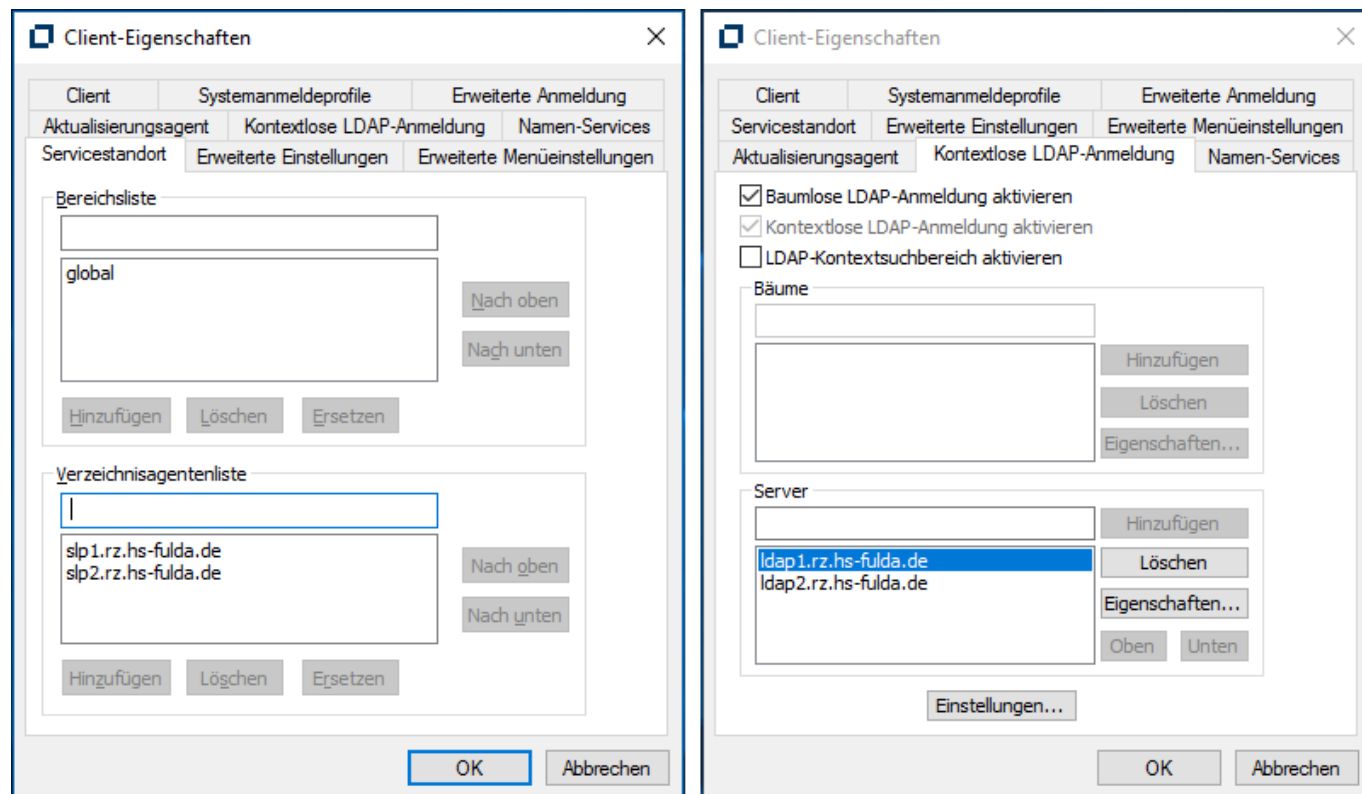 Client-Eigenschaften
Client Systemanmeldeprofile Erweiterte Anmeldung
Aktualisierungsagent Kontextlose LDAP-Anmeldung Namen-Services
Servicestandort Erweiterte Einstellungen Erweiterte Menüeinstellungen
Bereichsliste
global
Nach oben
Nach unten
Hinzufügen Löschen Ersetzen
Verzeichnisagentenliste
slp1.rz.hs-fulda.de
slp2.rz.hs-fulda.de
Nach oben
Nach unten
Hinzufügen Löschen Ersetzen
OK Abbrechen
Client-Eigenschaften
Client Systemanmeldeprofile Erweiterte Anmeldung
Servicestandort Erweiterte Einstellungen Erweiterte Menüeinstellungen
Aktualisierungsagent Kontextlose LDAP-Anmeldung Namen-Services
Baumlose LDAP-Anmeldung aktivieren
Kontextlose LDAP-Anmeldung aktivieren
LDAP-Kontextsuchbereich aktivieren
Bäume
Hinzufügen
Löschen
Eigenschaften...
Server
Hinzufügen
ldap1.rz.hs-fulda.de Löschen
ldap2.rz.hs-fulda.de
Eigenschaften...
Oben Unten
Einstellungen...
OK Abbrechen